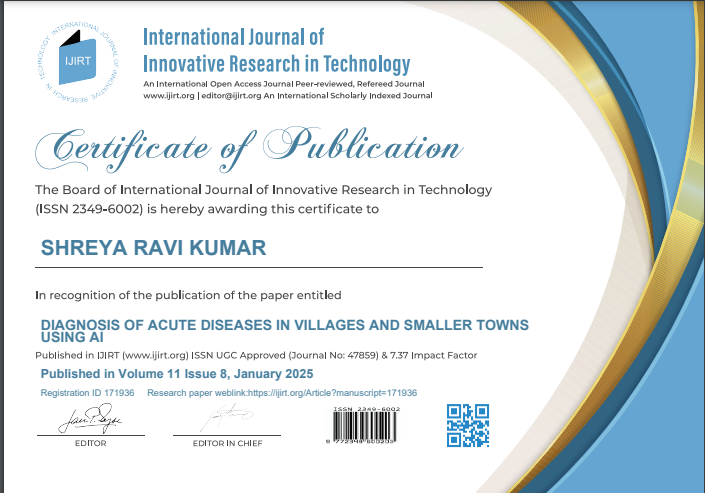 INTERNATIONAL JOURNAL OF INNOVATIVE RESEARCH IN TECHNOLOGY
IJIRT
International Journal of
Innovative Research in Technology
An International Open Access Journal Peer-reviewed, Refereed Journal
www.ijirt.org | editor@ijirt.org An International Scholarly Indexed Journal
Certificate of Publication
The Board of International Journal of Innovative Research in Technology
(ISSN 2349-6002) is hereby awarding this certificate to
SHREYA RAVI KUMAR
In recognition of the publication of the paper entitled
DIAGNOSIS OF ACUTE DISEASES IN VILLAGES AND SMALLER TOWNS
USING AI
Published in IJIRT (www.ijirt.org) ISSN UGC Approved (Journal No: 47859) & 7.37 Impact Factor
Published in Volume 11 Issue 8, January 2025
Registration ID 171936 Research paper weblink:https://ijirt.org/Article?manuscript=171936
ISSN 2349-6002
EDITOR
EDITOR IN CHIEF